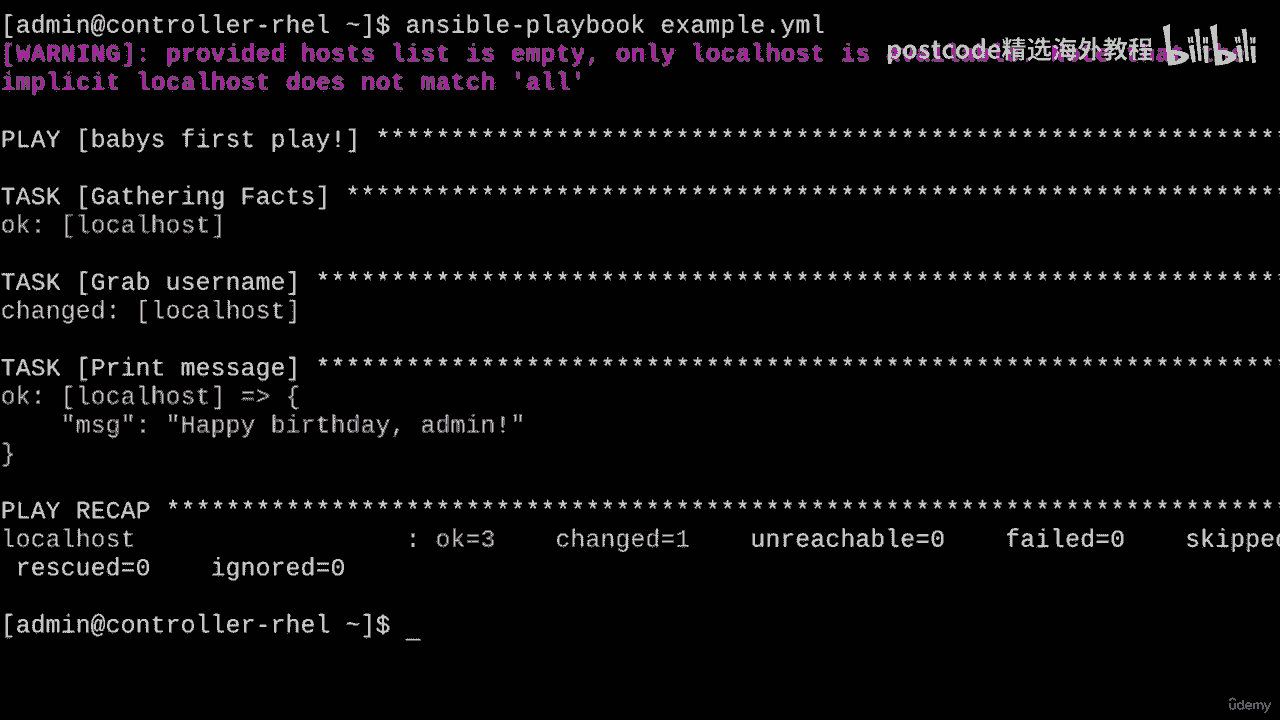 [admin@controller-rhel ~]$ ansible-playbook example.yml
[WARNING]: provided hosts list is empty, only localhost is
postcode精选海外教程 bilibili
implicit localhost does not match 'all'
PLAY [babys first play!] *************************************************************
TASK [Gathering Facts] ***************************************************************
ok: [localhost]
TASK [Grab username] *****************************************************************
changed: [localhost]
TASK [Print message] *****************************************************************
ok: [localhost] => {
    "msg": "Happy birthday, admin!"
}
PLAY RECAP ***************************************************************************
localhost                  : ok=3    changed=1    unreachable=0    failed=0    skipped
 rescued=0    ignored=0
[admin@controller-rhel ~]$ _
ûdemy